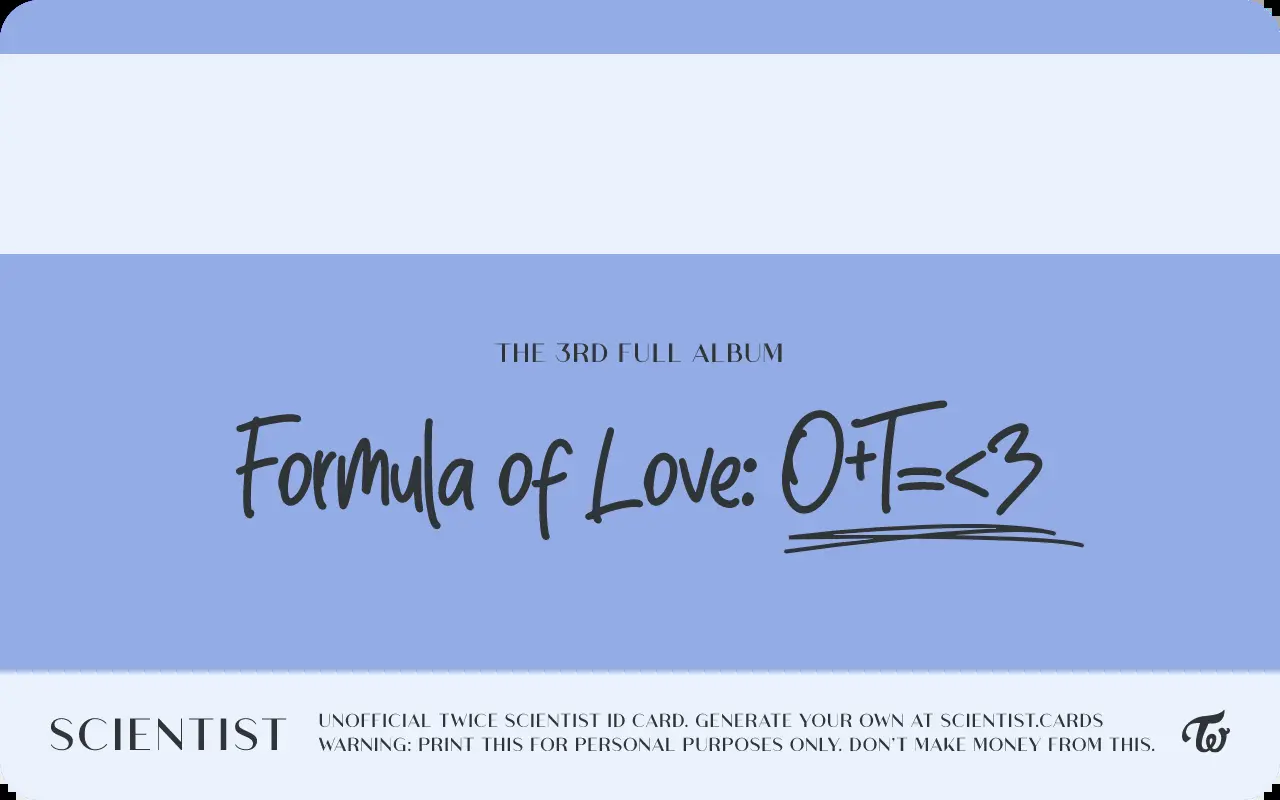 THE 3RD FULL ALBUM
Formula of Love: O+T=<3
SCIENTIST
UNOFFICIAL TWICE SCIENTIST ID CARD. GENERATE YOUR OWN AT SCIENTIST.CARDS
WARNING: PRINT THIS FOR PERSONAL PURPOSES ONLY. DON'T MAKE MONEY FROM THIS.
TW